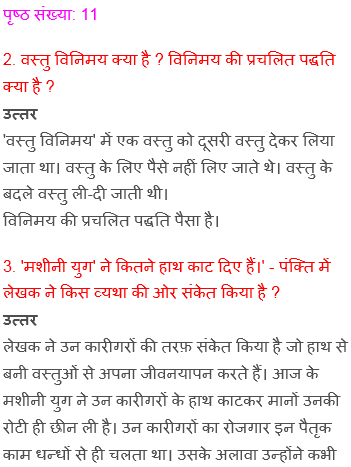 पृष्ठ संख्या: 11
2. वस्तु विनिमय क्या है ? विनिमय की प्रचलित पद्धति
क्या है ?
उत्तर
'वस्तु विनिमय' में एक वस्तु को दूसरी वस्तु देकर लिया
जाता था। वस्तु के लिए पैसे नहीं लिए जाते थे। वस्तु के
बदले वस्तु ली-दी जाती थी।
विनिमय की प्रचलित पद्धति पैसा है।
3. 'मशीनी युग' ने कितने हाथ काट दिए हैं।' - पंक्ति में
लेखक ने किस व्यथा की ओर संकेत किया है ?
उत्तर
लेखक ने उन कारीगरों की तरफ़ संकेत किया है जो हाथ से
बनी वस्तुओं से अपना जीवनयापन करते हैं। आज के
मशीनी युग ने उन कारीगरों के हाथ काटकर मानों उनकी
रोटी ही छीन ली है। उन कारीगरों का रोजगार इन पैतृक
काम धन्धों से ही चलता था। उसके अलावा उन्होंने कभी